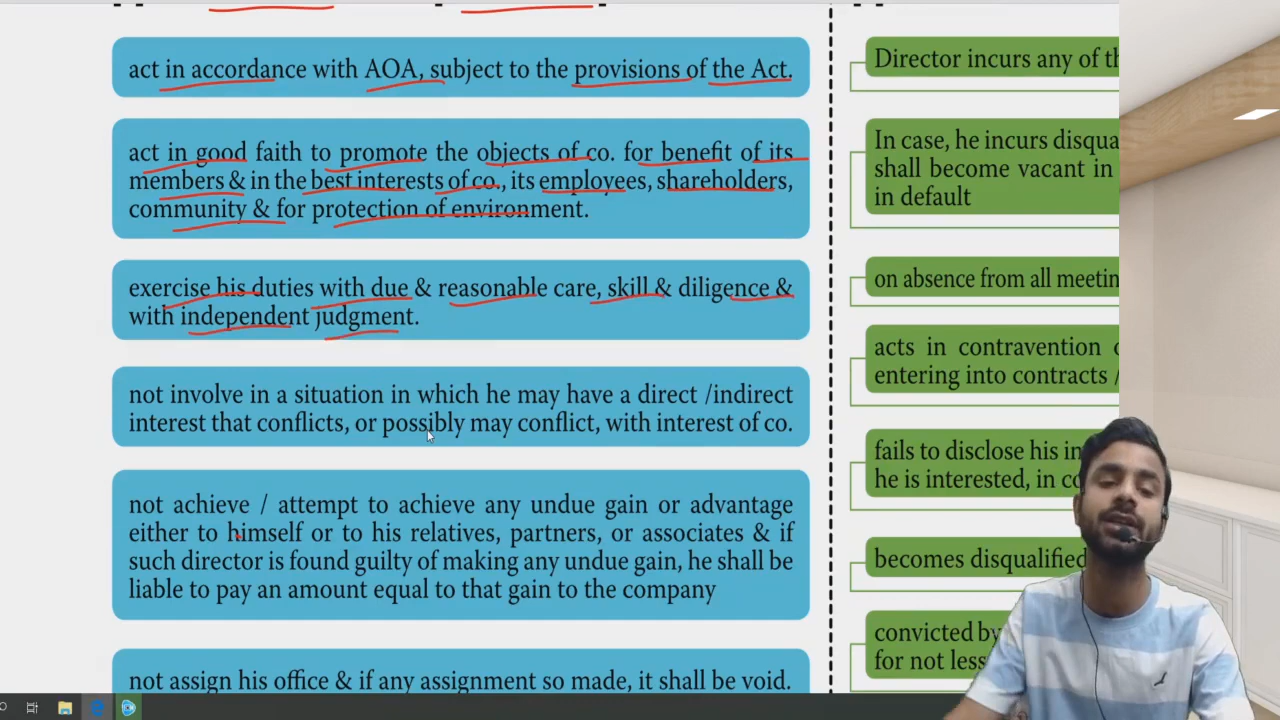 act in accordance with AOA, subject to the provisions of the Act.
act in good faith to promote the objects of co. for benefit of its
members & in the best interests of co., its employees, shareholders,
community & for protection of environment.
exercise his duties with due & reasonable care, skill & diligence &
with independent judgment.
not involve in a situation in which he may have a direct /indirect
interest that conflicts, or possibly may conflict, with interest of co.
not achieve / attempt to achieve any undue gain or advantage
either to himself or to his relatives, partners, or associates & if
such director is found guilty of making any undue gain, he shall be
liable to pay an amount equal to that gain to the company
not assign his office & if any assignment so made, it shall be void.
Director incurs any of
In case, he incurs
shall become vacant in
in default
on absence from all
acts in contravention
entering into contracts /
fails to disclose his
he is interested, in
becomes disqualified
convicted by
for not less